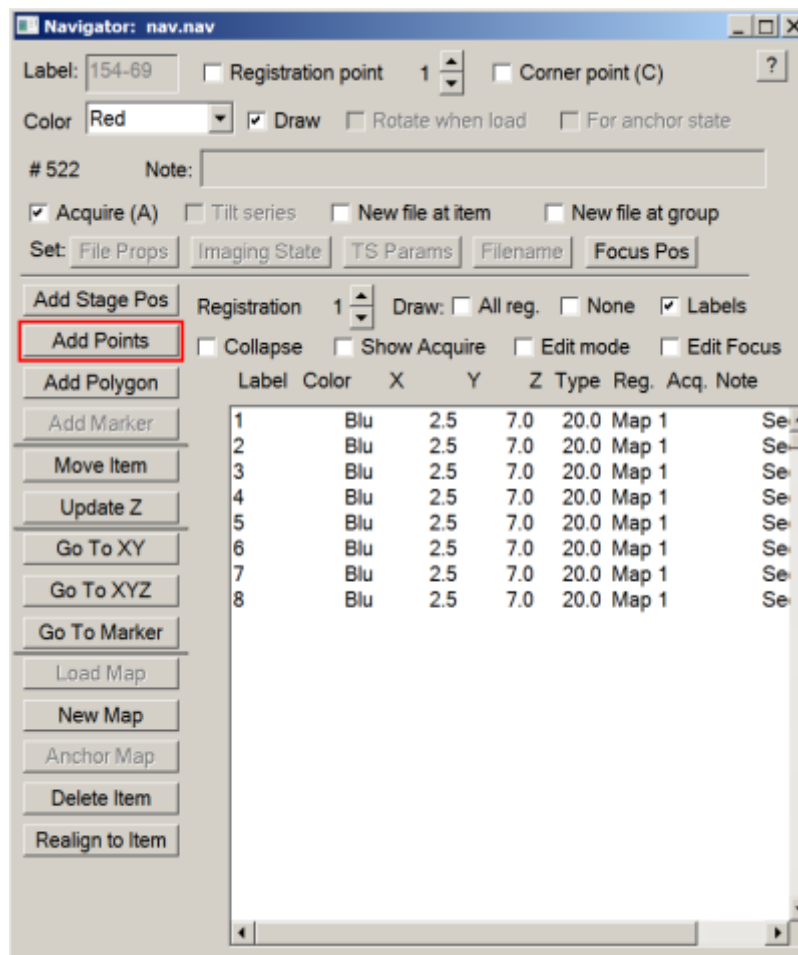 Navigator: nav.nav
Label: 154-69 Registration point 1 Corner point (C) ?
Color Red Draw Rotate when load For anchor state
# 522 Note:
Acquire (A) Tilt series New file at item New file at group
Set: File Props Imaging State TS Params Filename Focus Pos
Add Stage Pos Registration 1 Draw: All reg. None Labels
Add Points Collapse Show Acquire Edit mode Edit Focus
Add Polygon Label Color X Y Z Type Reg. Acq. Note
Add Marker
Move Item
Update Z
Go To XY
Go To XYZ
Go To Marker
Load Map
New Map
Anchor Map
Delete Item
Realign to Item
1 Blu 2.5 7.0 20.0 Map 1 Se
2 Blu 2.5 7.0 20.0 Map 1 Se
3 Blu 2.5 7.0 20.0 Map 1 Se
4 Blu 2.5 7.0 20.0 Map 1 Se
5 Blu 2.5 7.0 20.0 Map 1 Se
6 Blu 2.5 7.0 20.0 Map 1 Se
7 Blu 2.5 7.0 20.0 Map 1 Se
8 Blu 2.5 7.0 20.0 Map 1 Se